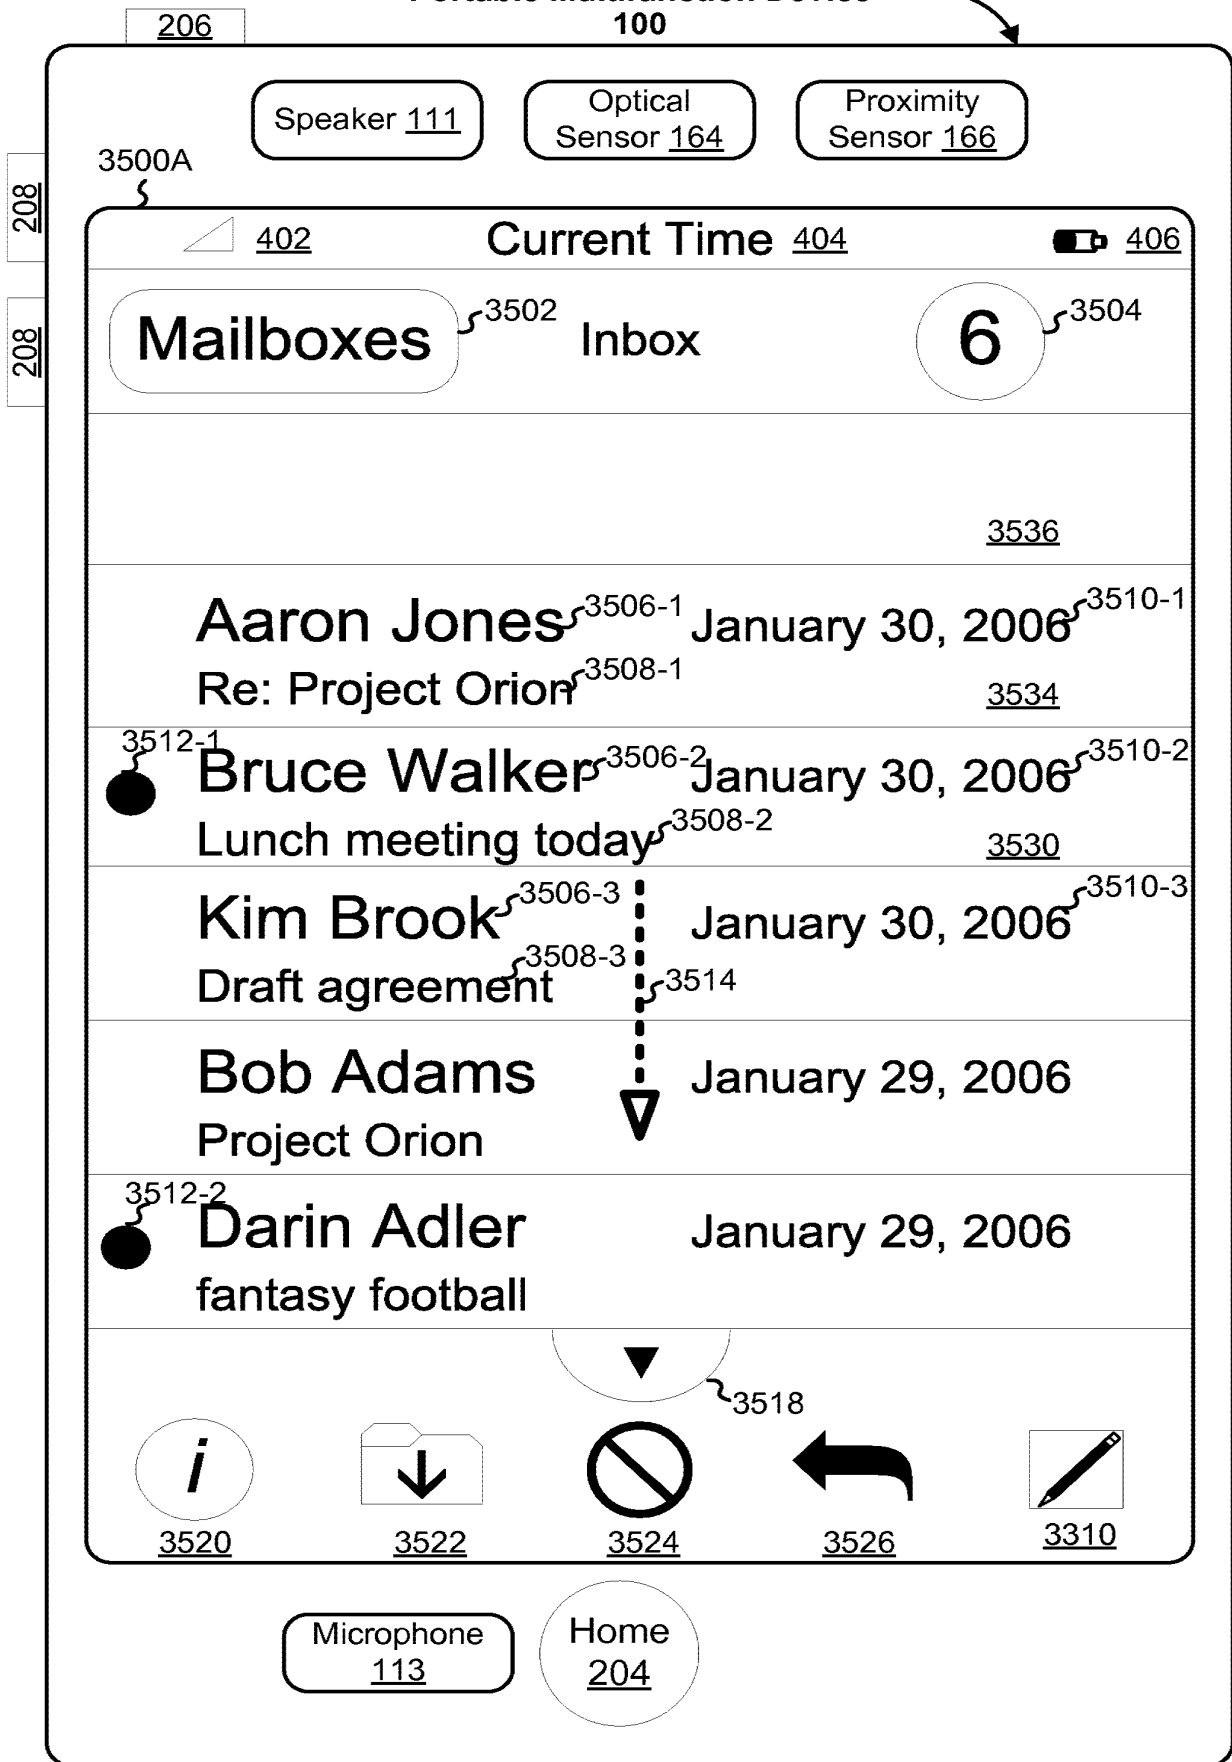 100
206
Speaker 111
Optical
Sensor 164
Proximity
Sensor 166
3500A
208
208
402
Current Time 404
406
Mailboxes
3502
Inbox
6
3504
3536
Aaron Jones
3506-1
January 30, 2006
3510-1
Re: Project Orion
3508-1
3534
3512-1
Bruce Walker
3506-2
January 30, 2006
3510-2
Lunch meeting today
3508-2
3530
Kim Brook
3506-3
January 30, 2006
3510-3
Draft agreement
3508-3
3514
Bob Adams
January 29, 2006
Project Orion
3512-2
Darin Adler
January 29, 2006
fantasy football
3518
i
3520
3522
3524
3526
3310
Microphone
113
Home
204